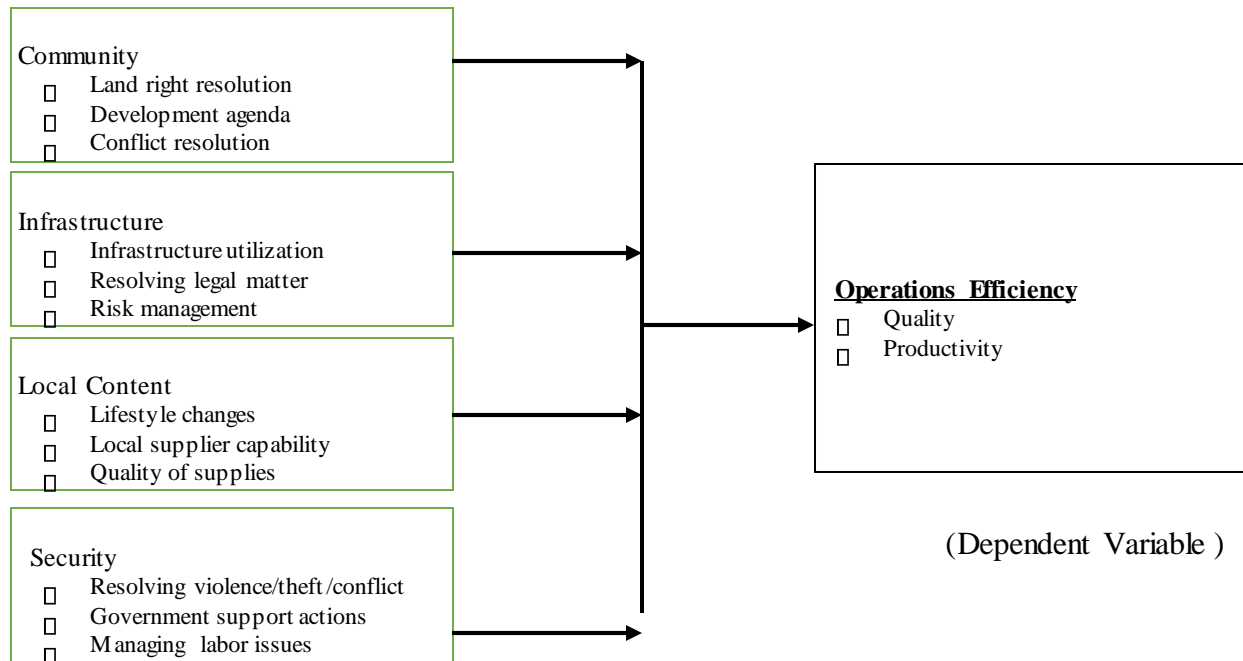 Community
Land right resolution
Development agenda
Conflict resolution
Infrastructure
Infrastructure utilization
Resolving legal matter
Risk management
Local Content
Lifestyle changes
Local supplier capability
Quality of supplies
Security
Resolving violence/theft/conflict
Government support actions
Managing labor issues
Operations Efficiency
Quality
Productivity
(Dependent Variable )